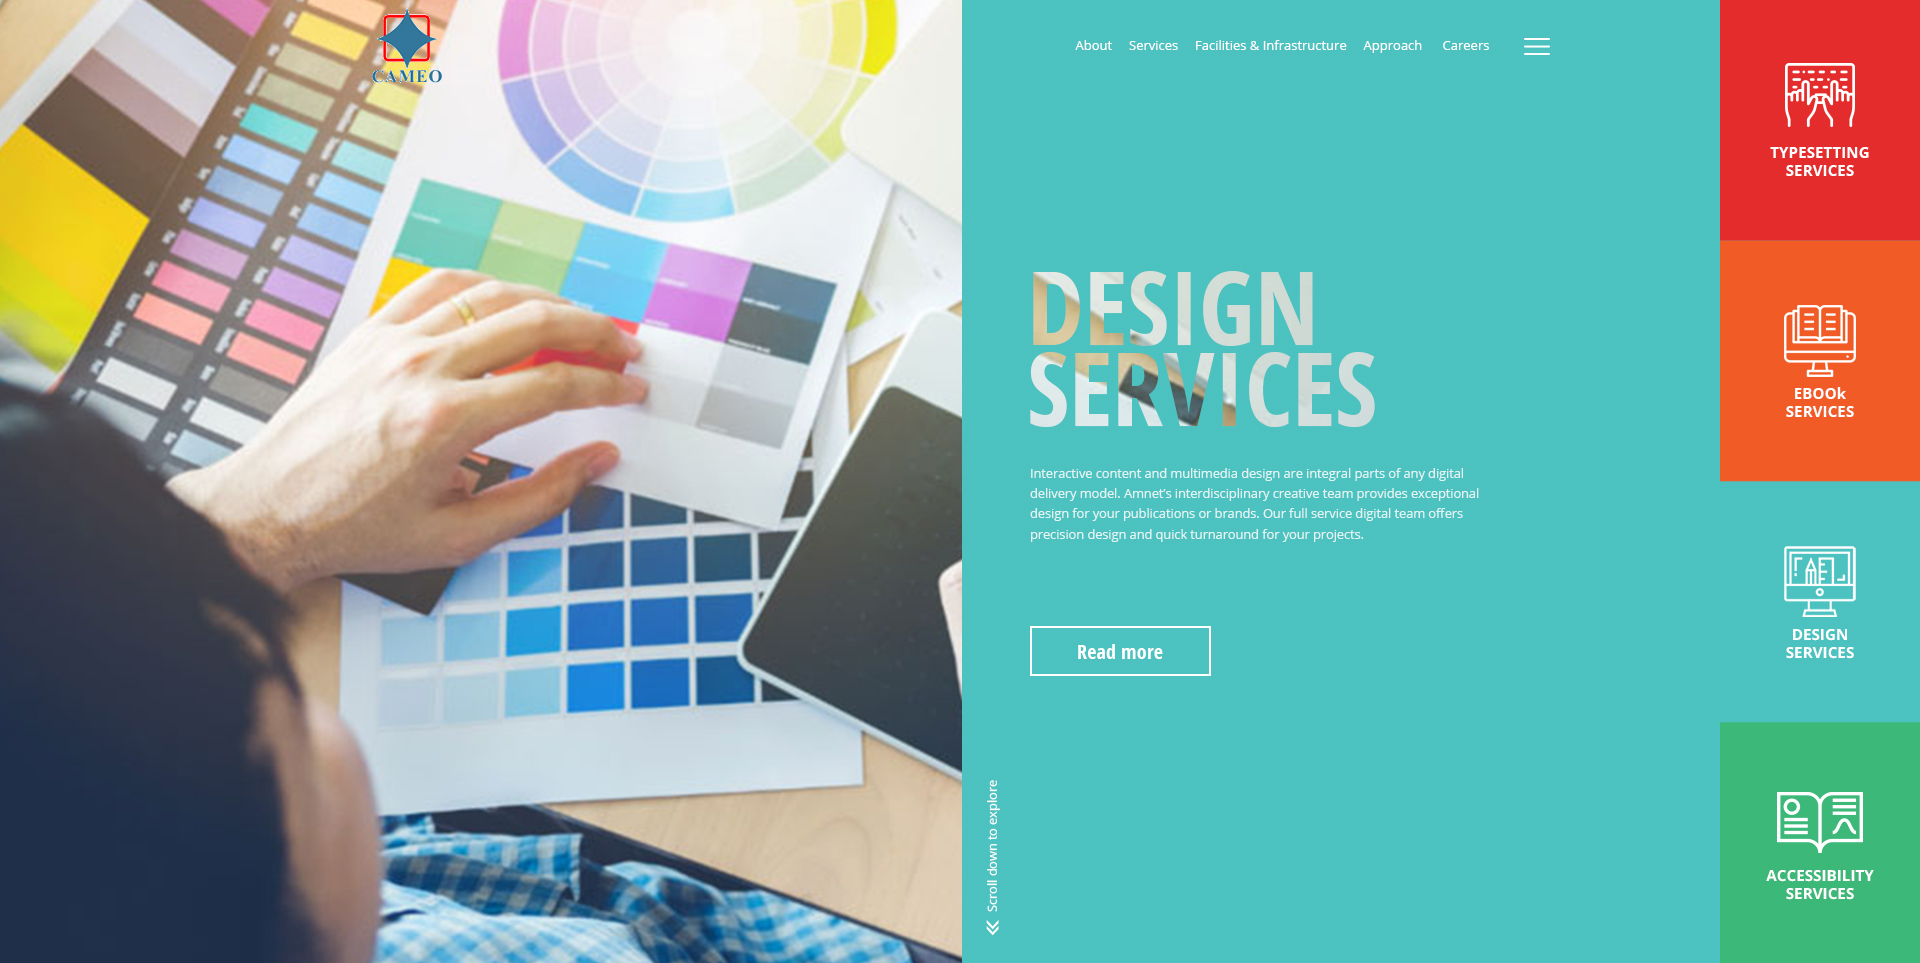 CAMEO
About Services Facilities & Infrastructure Approach Careers
DESIGN
SERVICES
Interactive content and multimedia design are integral parts of any digital
delivery model. Amnet’s interdisciplinary creative team provides exceptional
design for your publications or brands. Our full service digital team offers
precision design and quick turnaround for your projects.
Read more
Scroll down to explore
TYPESETTING
SERVICES
EBOOk
SERVICES
DESIGN
SERVICES
ACCESSIBILITY
SERVICES